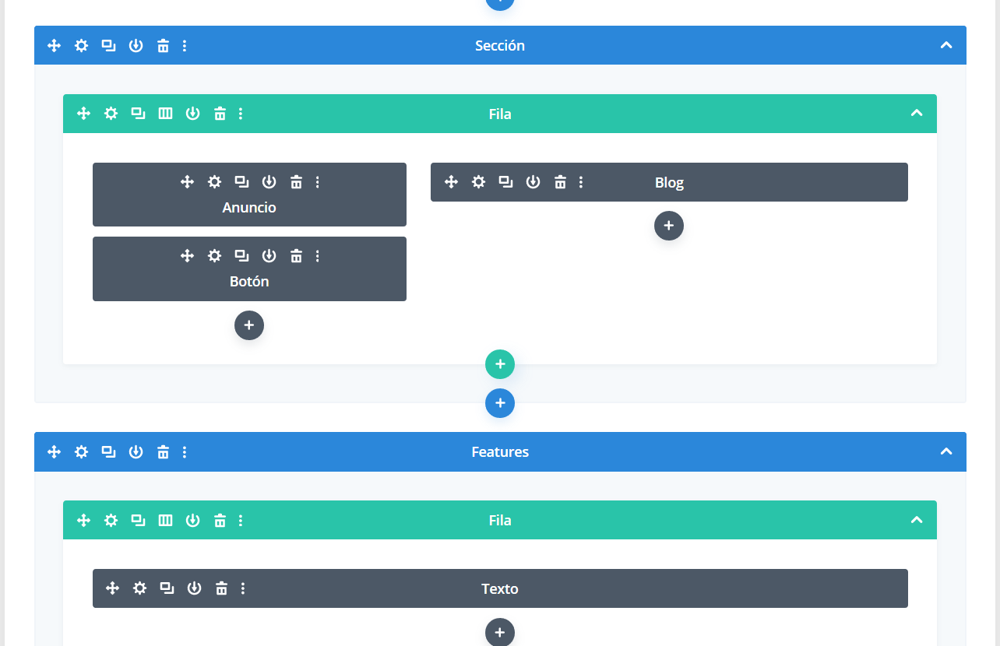 Sección
Fila
Anuncio
Blog
Botón
Features
Fila
Texto